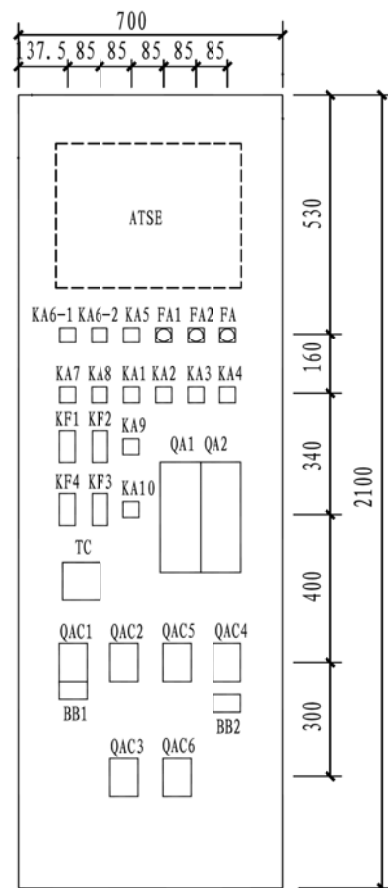 700
137.5 85 85 85 85 85
ATSE
530
KA6-1 KA6-2 KA5 FA1 FA2 FA
160
KA7 KA8 KA1 KA2 KA3 KA4
KF1 KF2 KA9
QA1 QA2
340
2100
KF4 KF3 KA10
TC
400
QAC1 QAC2 QAC5 QAC4
BB1
BB2
300
QAC3 QAC6